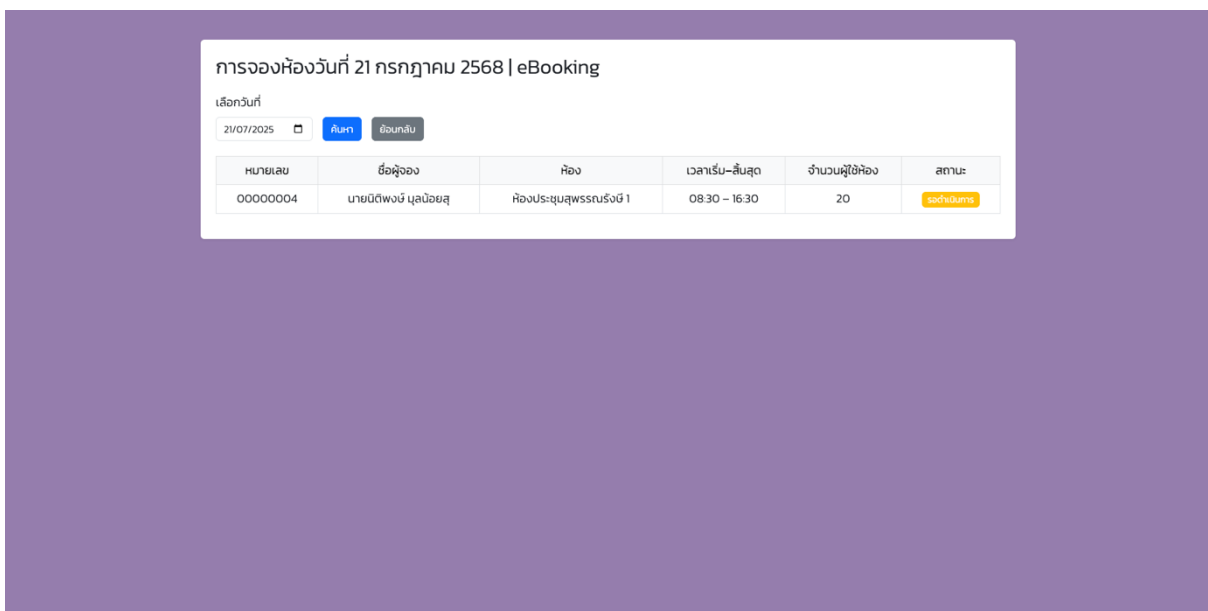 การจองห้องวันที่ 21 กรกฎาคม 2568 | eBooking
เลือกวันที่
21/07/2025 ค้นหา ย้อนกลับ
หมายเลข ชื่อผู้จอง ห้อง เวลาเริ่ม–สิ้นสุด จำนวนผู้ใช้ห้อง สถานะ
00000004 นายนิติพงษ์ มุลน้อยสุ ห้องประชุมสุพรรณรังษี 1 08:30 – 16:30 20 รอดำเนินการ